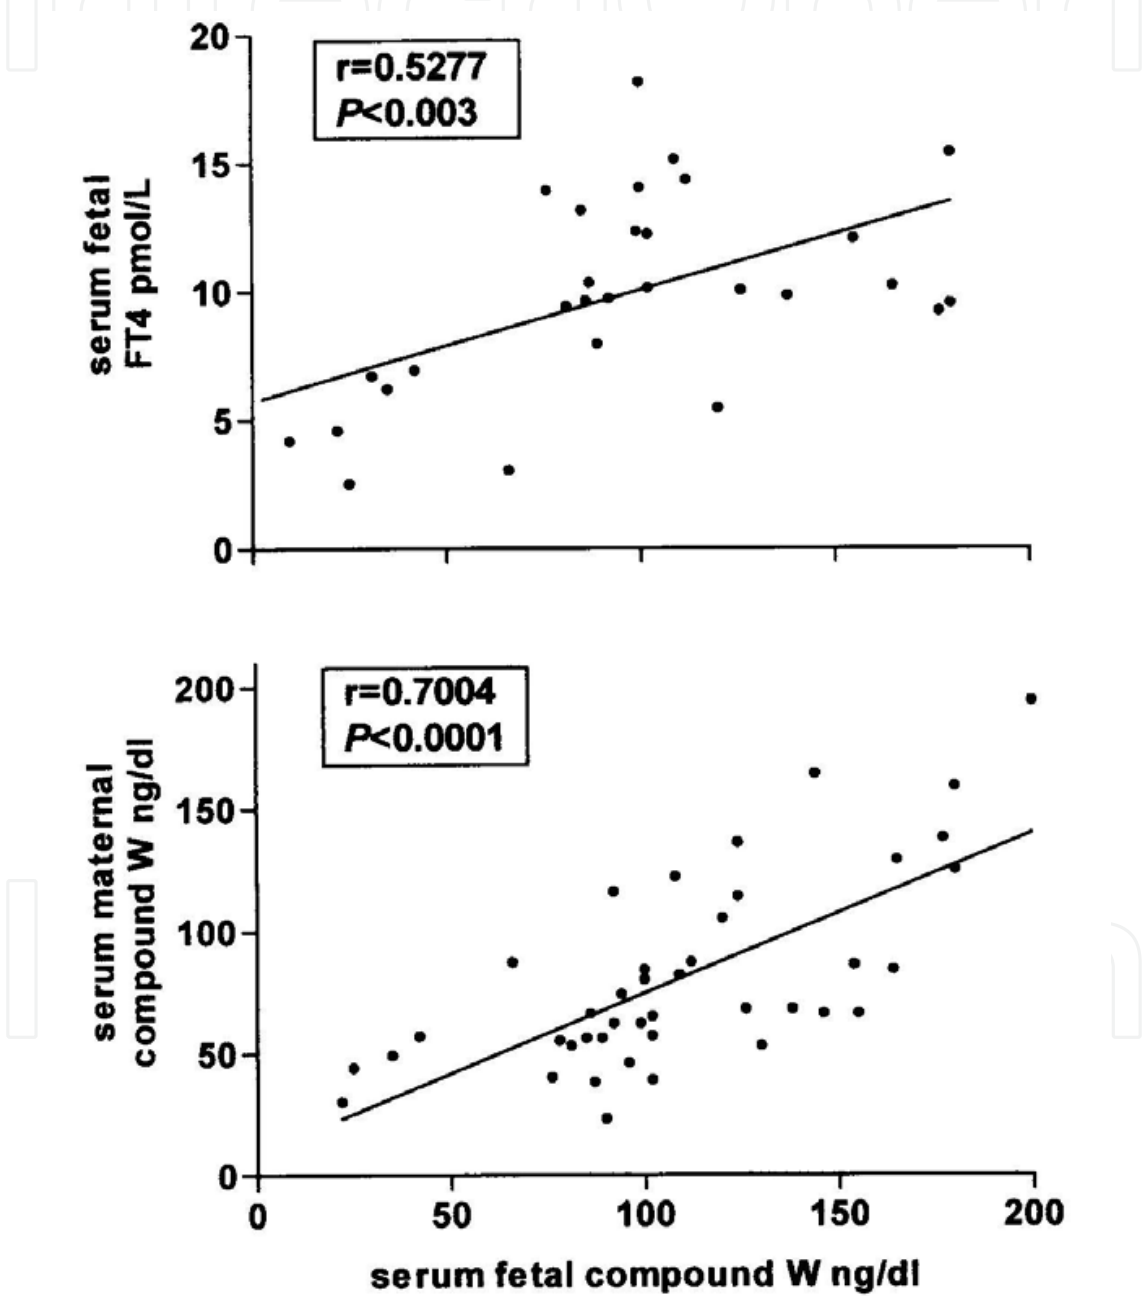 20
r=0.5277
P<0.003
15
serum fetal
FT4 pmol/L
10
5
0
200
r=0.7004
P<0.0001
150
serum maternal
compound W ng/dl
100
50
0
0 50 100 150 200
serum fetal compound W ng/dl